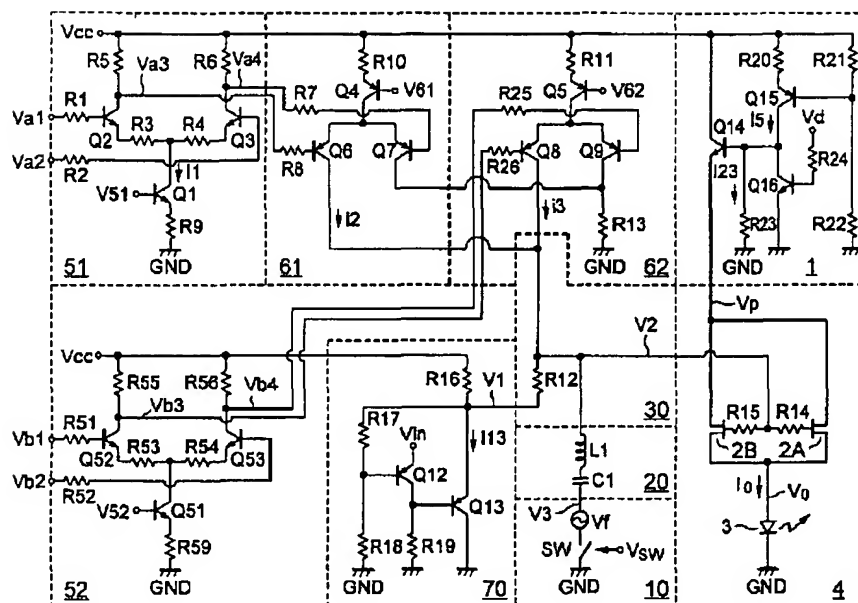 Vcc
R5
R6
Va3
Va4
R10
R11
R20
R21
Va1
R1
R7
Q4
V61
R25
Q5
V62
Q15
Q2
R3
R4
Q3
Q14
I5
Vd
Va2
R2
I1
R8
Q6
Q7
R26
Q8
Q9
R24
V51
Q1
I23
Q16
R9
I2
i3
R13
R23
R22
GND
GND
GND
51
61
62
1
Vp
Vcc
V2
R55
R56
Vb4
R16
V1
R12
Vb3
R17
30
R15
R14
Vb1
R51
R53
R54
Vin
I13
L1
2B
2A
Q52
Q53
Q12
C1
20
Vb2
R52
Io
Vo
V52
Q51
Q13
V3
Vf
R59
R18
R19
SW
Vsw
3
GND
GND
GND
52
70
10
4